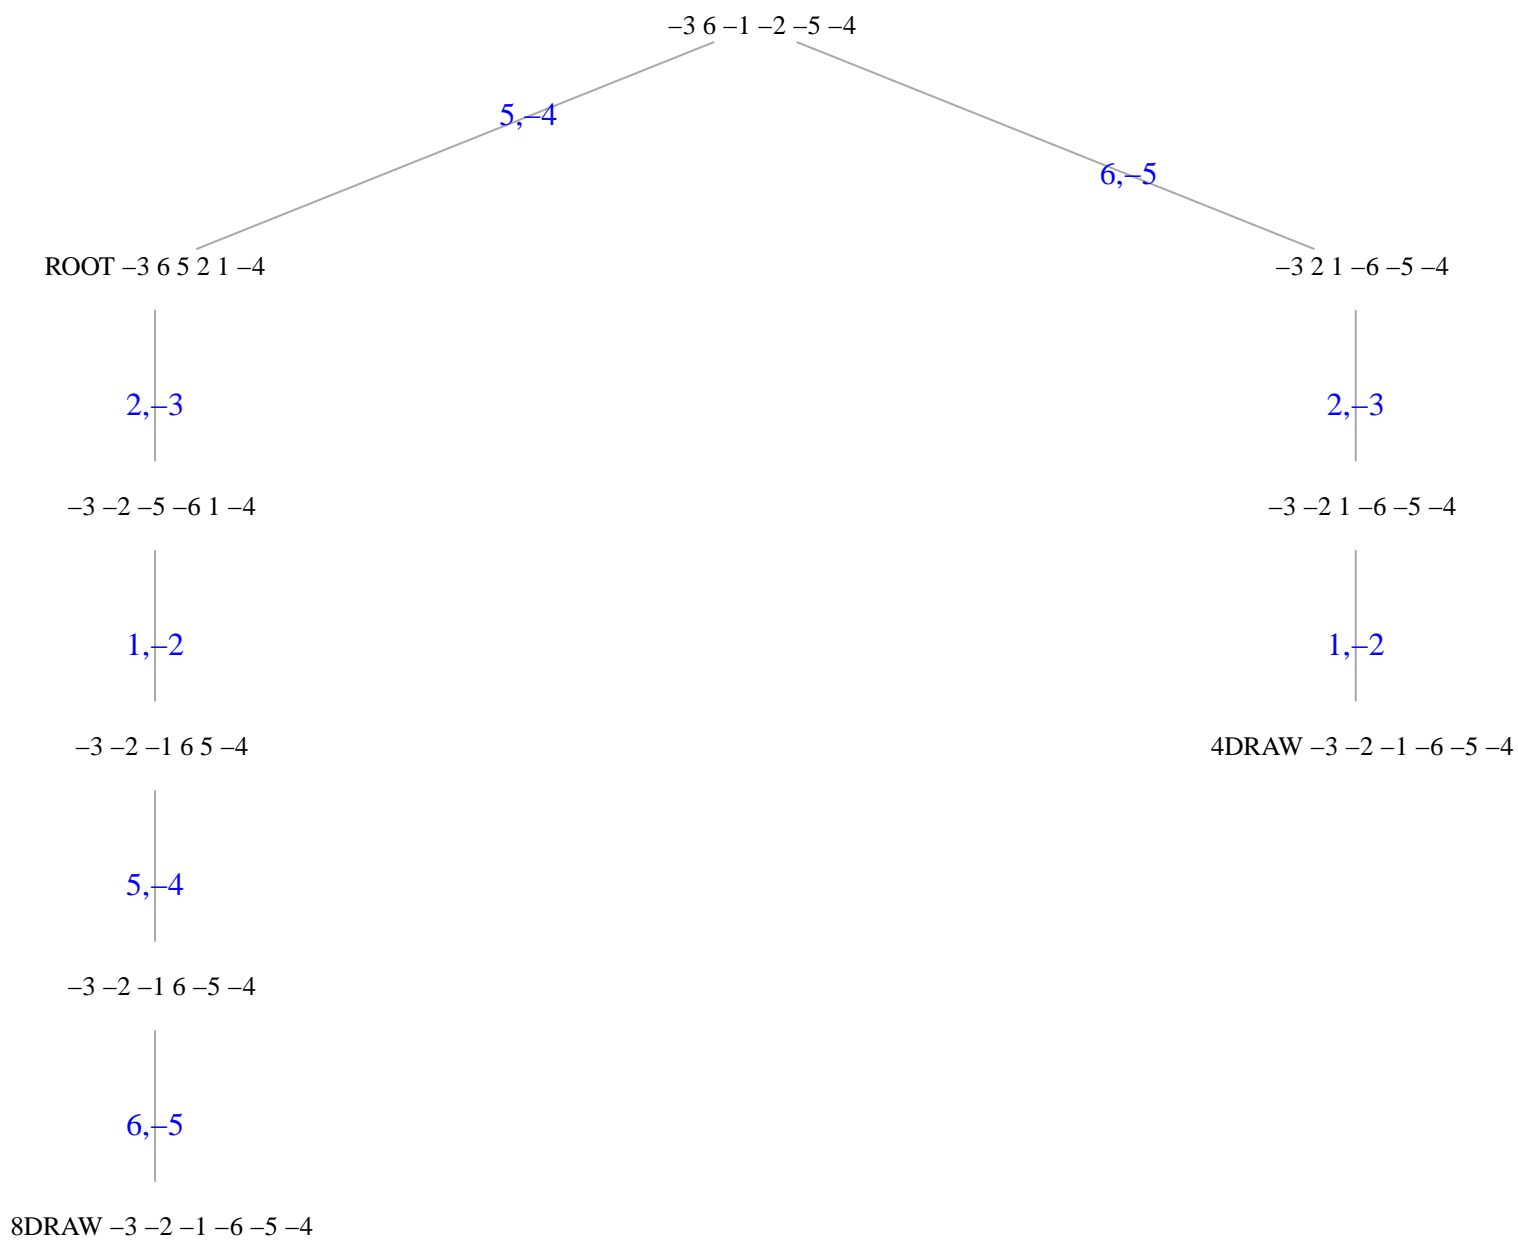 –3 6 –1 –2 –5 –4
5,–4
6,–5
ROOT –3 6 5 2 1 –4
–3 2 1 –6 –5 –4
2,–3
2,–3
–3 –2 –5 –6 1 –4
–3 –2 1 –6 –5 –4
1,–2
1,–2
–3 –2 –1 6 5 –4
4DRAW –3 –2 –1 –6 –5 –4
5,–4
–3 –2 –1 6 –5 –4
6,–5
8DRAW –3 –2 –1 –6 –5 –4